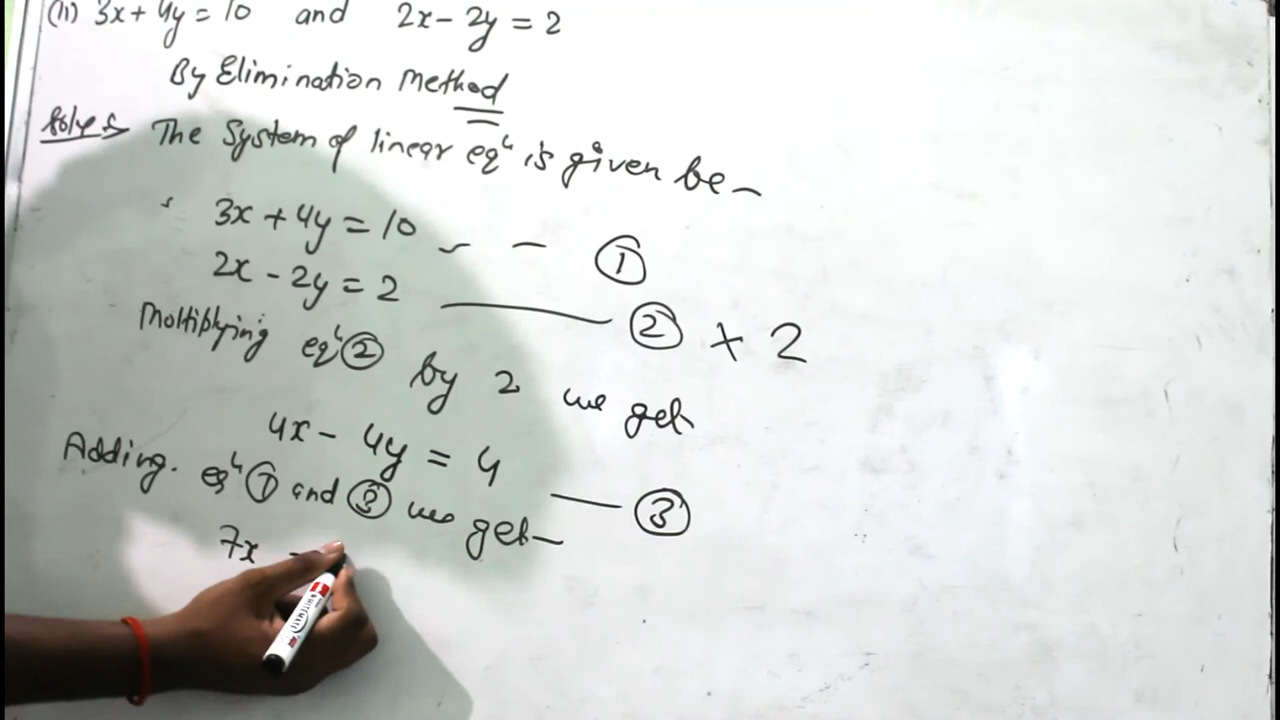 (ii) 3x + 4y = 10 and 2x - 2y = 2
By Elimination Method
The System of linear eqⁿ is given be -
3x + 4y = 10 - - ①
2x - 2y = 2 — ② × 2
Moltiplying eqⁿ ② by 2 we get
4x - 4y = 4 — ③
Adding. eqⁿ ① and ③ we get -
7x
WHITEMATE